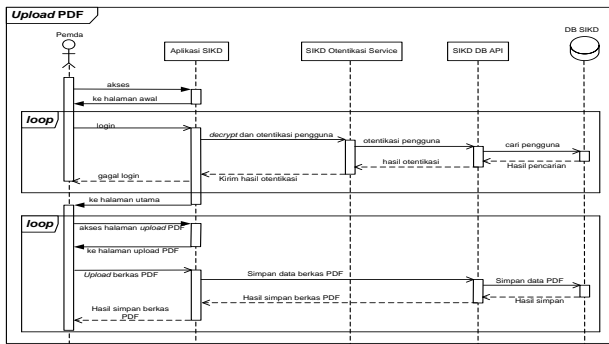 Upload PDF
Pemda
Aplikasi SIKD
SIKD Otentikasi Service
SIKD DB API
DB SIKD
akses
ke halaman awal
loop
login
decrypt dan otentikasi pengguna
otentikasi pengguna
cari pengguna
Hasil pencarian
hasil otentikasi
Kirim hasil otentikasi
gagal login
ke halaman utama
loop
akses halaman upload PDF
ke halaman upload PDF
Upload berkas PDF
Simpan data berkas PDF
Simpan data PDF
Hasil simpan
Hasil simpan berkas PDF
Hasil simpan berkas
PDF